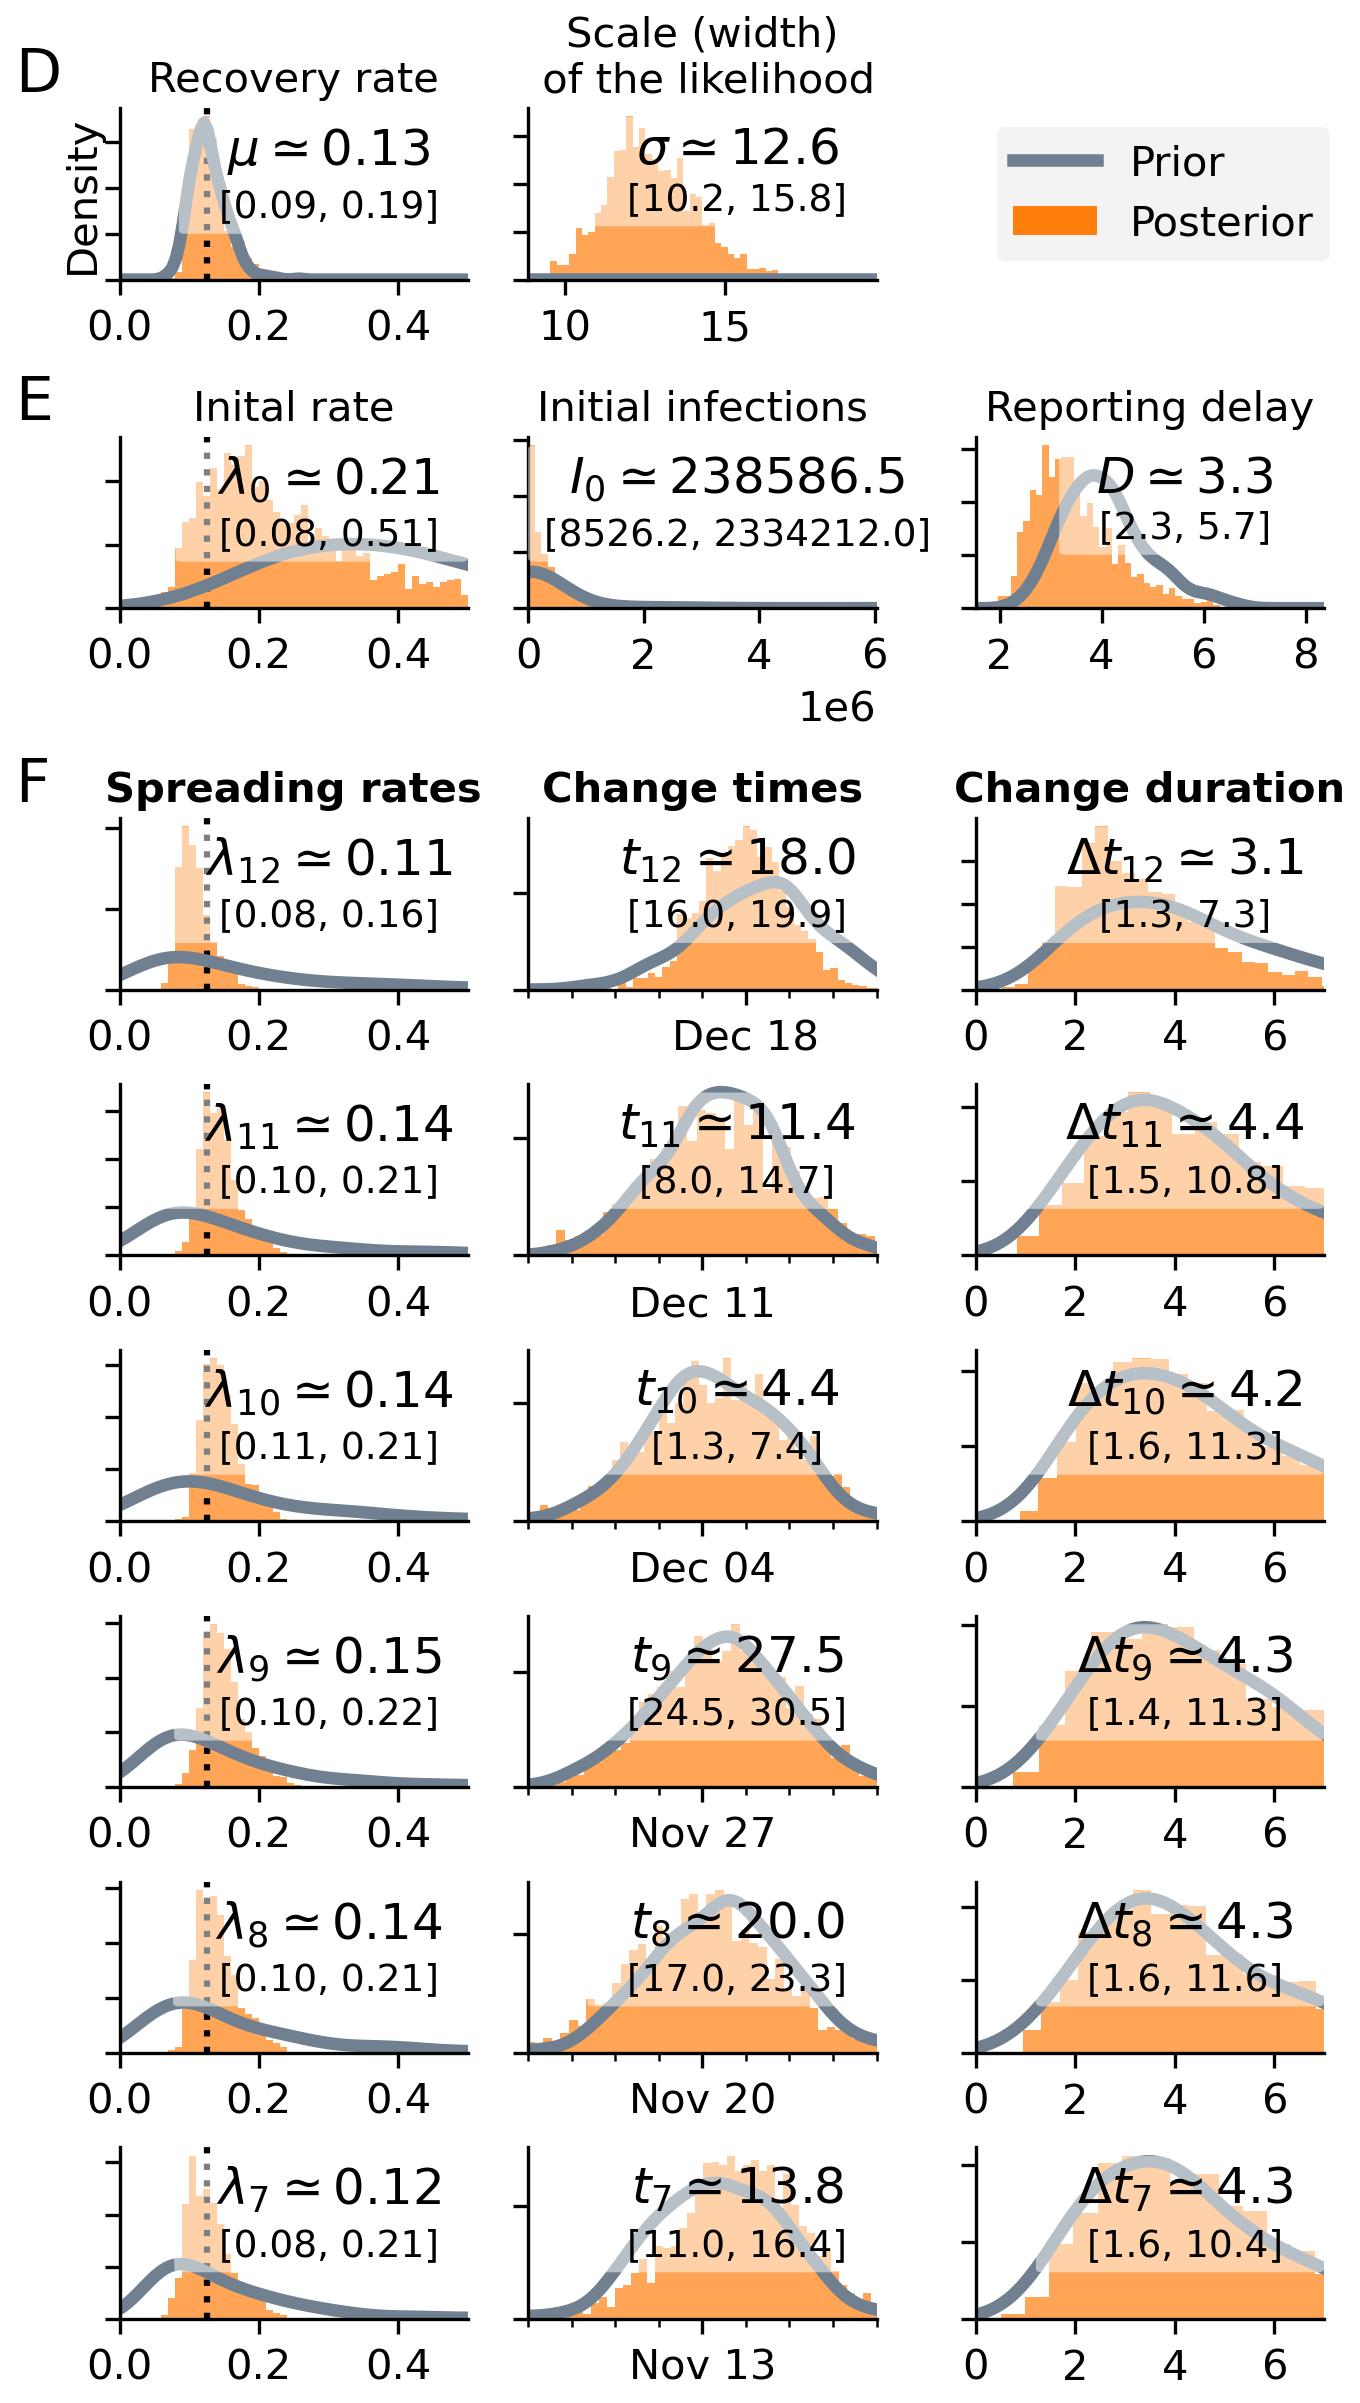 D
Recovery rate
Scale (width)
of the likelihood
Density
μ ≃ 0.13
[0.09, 0.19]
0.0 0.2 0.4
σ ≃ 12.6
[10.2, 15.8]
10 15
Prior
Posterior
E
Inital rate
λ0 ≃ 0.21
[0.08, 0.51]
0.0 0.2 0.4
Initial infections
I0 ≃ 238586.5
[8526.2, 2334212.0]
0 2 4 6
1e6
Reporting delay
D ≃ 3.3
[2.3, 5.7]
2 4 6 8
F
Spreading rates
Change times
Change duration
λ12 ≃ 0.11
[0.08, 0.16]
0.0 0.2 0.4
t12 ≃ 18.0
[16.0, 19.9]
Dec 18
Δt12 ≃ 3.1
[1.3, 7.3]
0 2 4 6
λ11 ≃ 0.14
[0.10, 0.21]
0.0 0.2 0.4
t11 ≃ 11.4
[8.0, 14.7]
Dec 11
Δt11 ≃ 4.4
[1.5, 10.8]
0 2 4 6
λ10 ≃ 0.14
[0.11, 0.21]
0.0 0.2 0.4
t10 ≃ 4.4
[1.3, 7.4]
Dec 04
Δt10 ≃ 4.2
[1.6, 11.3]
0 2 4 6
λ9 ≃ 0.15
[0.10, 0.22]
0.0 0.2 0.4
t9 ≃ 27.5
[24.5, 30.5]
Nov 27
Δt9 ≃ 4.3
[1.4, 11.3]
0 2 4 6
λ8 ≃ 0.14
[0.10, 0.21]
0.0 0.2 0.4
t8 ≃ 20.0
[17.0, 23.3]
Nov 20
Δt8 ≃ 4.3
[1.6, 11.6]
0 2 4 6
λ7 ≃ 0.12
[0.08, 0.21]
0.0 0.2 0.4
t7 ≃ 13.8
[11.0, 16.4]
Nov 13
Δt7 ≃ 4.3
[1.6, 10.4]
0 2 4 6